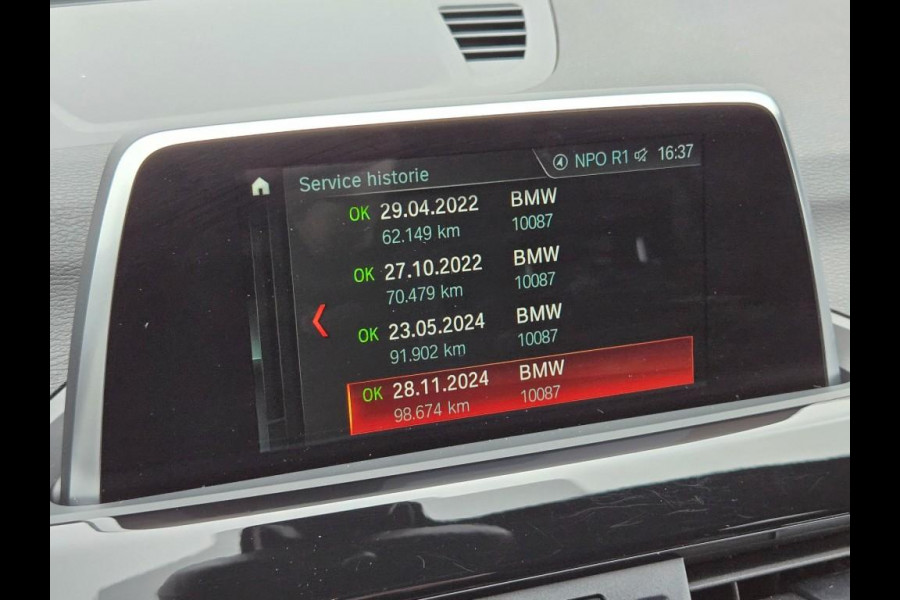 NPO R1 16:37
Service historie
OK 29.04.2022 BMW
62.149 km 10087
OK 27.10.2022 BMW
70.479 km 10087
OK 23.05.2024 BMW
91.902 km 10087
OK 28.11.2024 BMW
98.674 km 10087